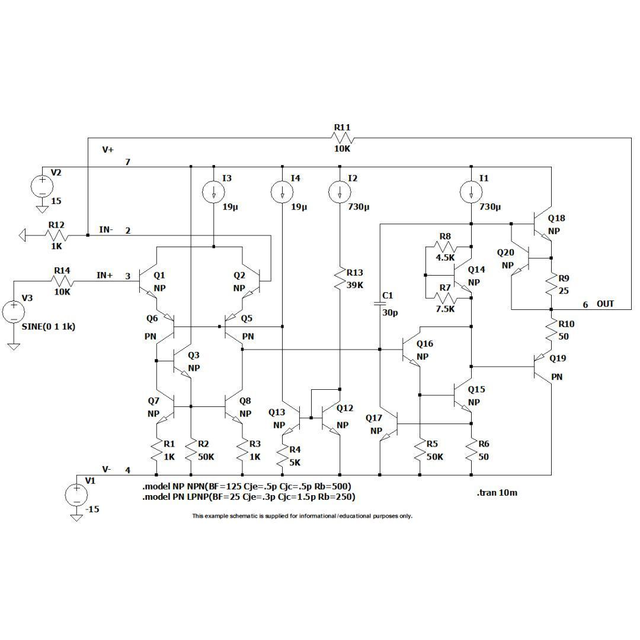 R11
10K
V+
7
V2
15
I3
19µ
I4
19µ
I2
730µ
I1
730µ
Q18
NP
R12
1K
IN-
2
R8
4.5K
Q20
NP
R14
10K
IN+
3
Q1
NP
Q2
NP
R13
39K
Q14
NP
R9
25
V3
SINE(0 1 1k)
C1
30p
R7
7.5K
6
OUT
Q6
PN
Q5
PN
R10
50
Q3
NP
Q16
NP
Q19
PN
Q7
NP
Q8
NP
Q13
NP
Q12
NP
Q17
NP
Q15
NP
R1
1K
R2
50K
R3
1K
R4
5K
R5
50K
R6
50
V-
4
V1
-15
.model NP NPN(BF=125 Cje=.5p Cjc=.5p Rb=500)
.model PN LPNP(BF=25 Cje=.3p Cjc=1.5p Rb=250)
.tran 10m
This example schematic is supplied for informational/educational purposes only.